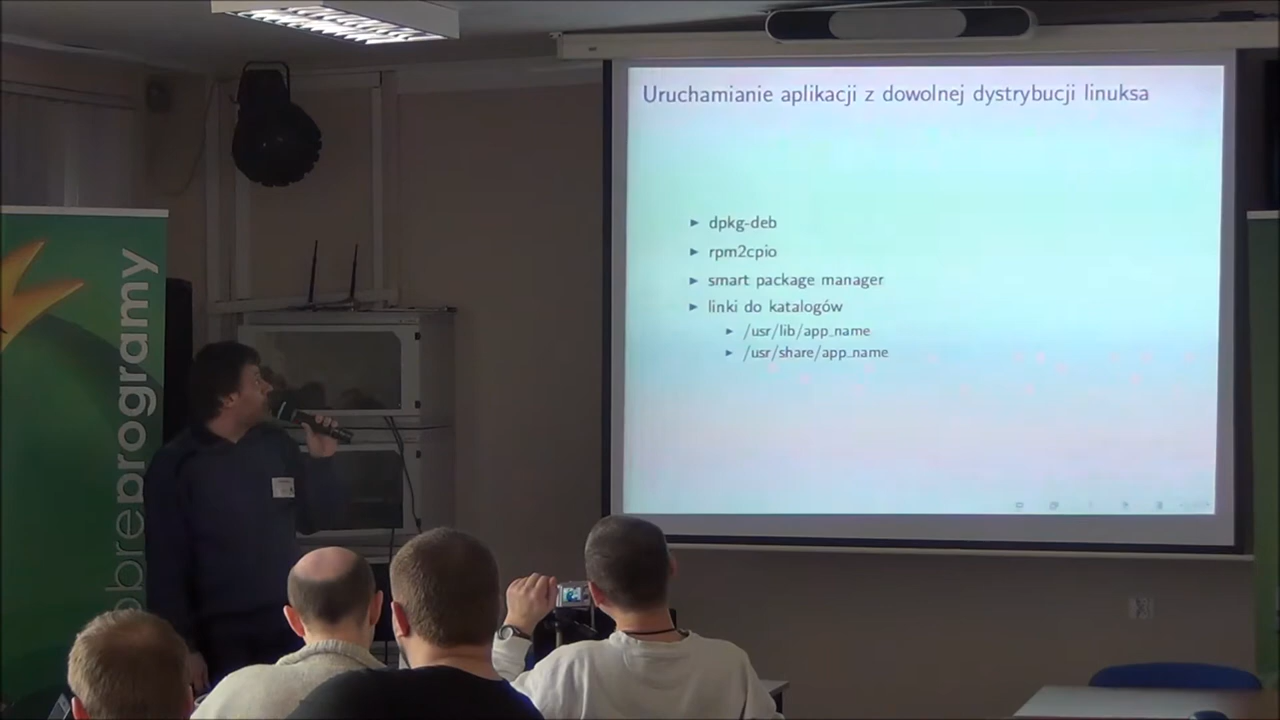 Uruchamianie aplikacji z dowolnej dystrybucji linuksa
► dpkg-deb
► rpm2cpio
► smart package manager
► linki do katalogów
► /usr/lib/app_name
► /usr/share/app_name
obreprogramy